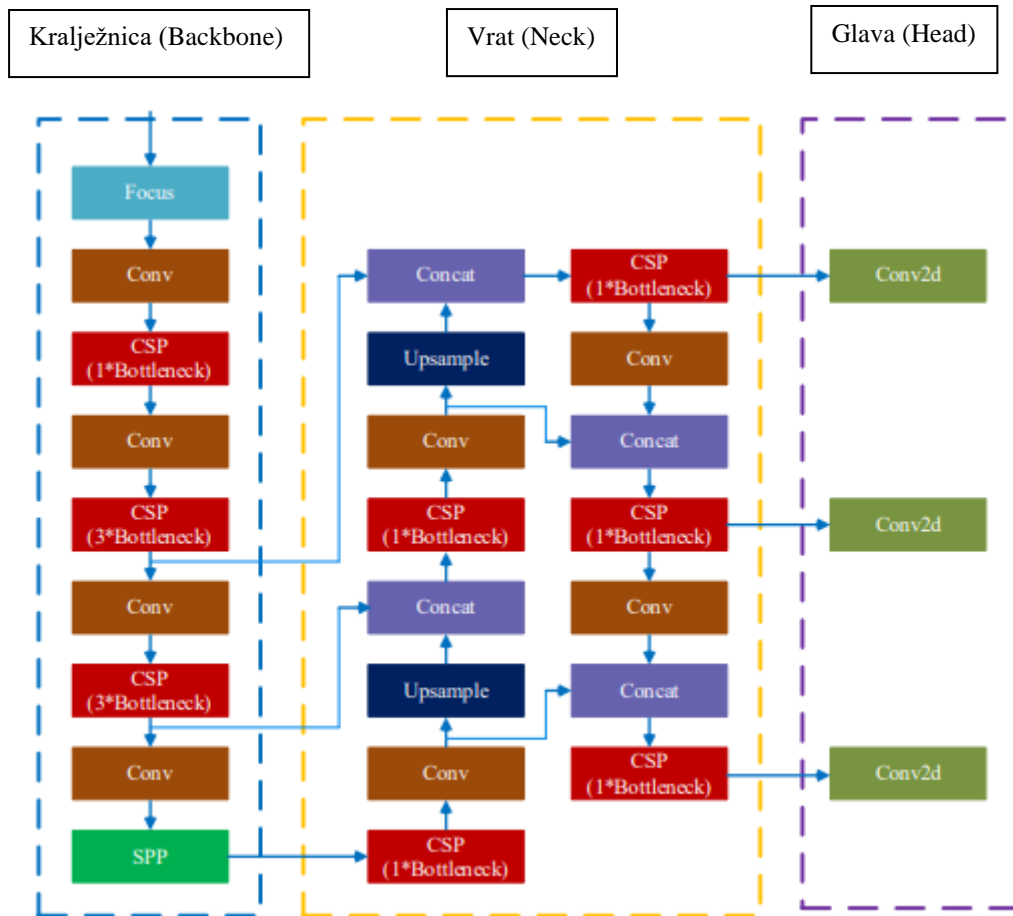 Kralježnica (Backbone)
Vrat (Neck)
Glava (Head)
Focus
Conv
CSP
(1*Bottleneck)
Conv
CSP
(3*Bottleneck)
Conv
CSP
(3*Bottleneck)
Conv
SPP
Concat
Upsample
Conv
CSP
(1*Bottleneck)
Concat
Upsample
Conv
CSP
(1*Bottleneck)
CSP
(1*Bottleneck)
Conv
Concat
CSP
(1*Bottleneck)
Conv
Concat
CSP
(1*Bottleneck)
Conv2d
Conv2d
Conv2d